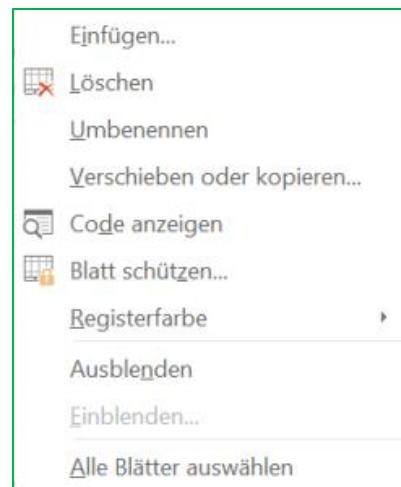 Einfügen...
Löschen
Umbenennen
Verschieben oder kopieren...
Code anzeigen
Blatt schützen...
Registerfarbe
Ausblenden
Einblenden...
Alle Blätter auswählen